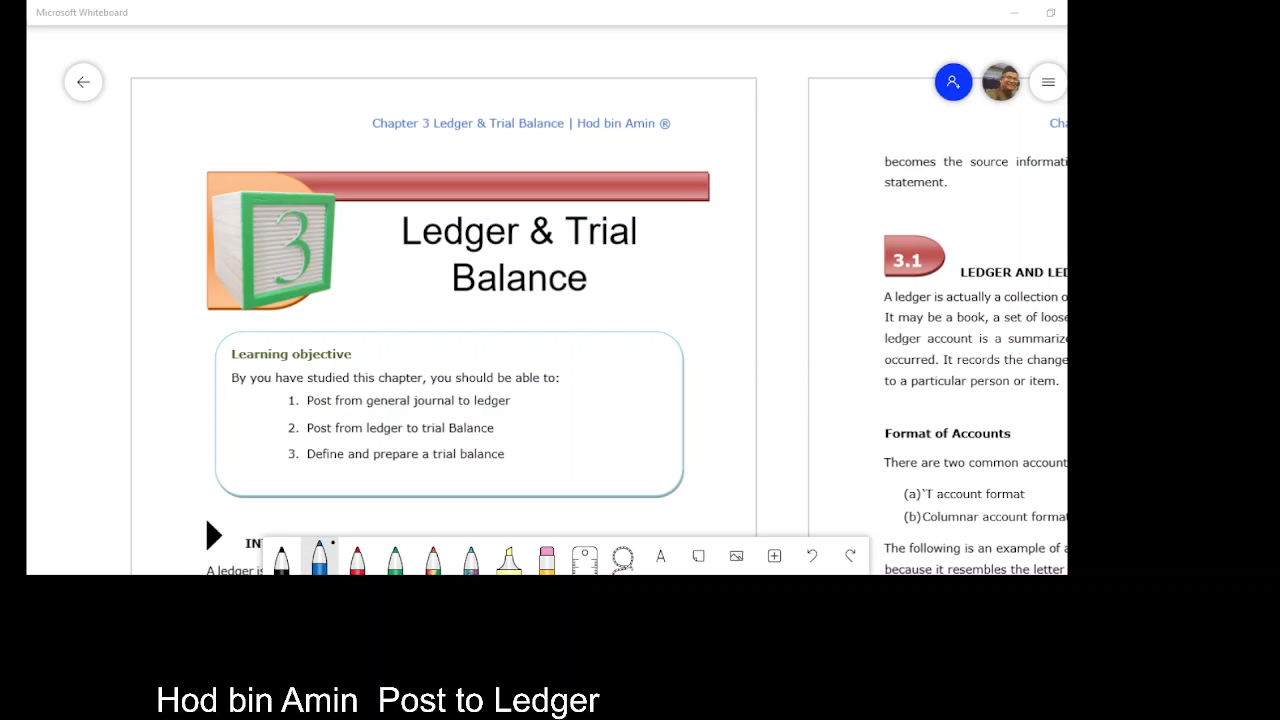 Microsoft Whiteboard
Chapter 3 Ledger & Trial Balance | Hod bin Amin ®
3
Ledger & Trial
Balance
Learning objective
By you have studied this chapter, you should be able to:
1. Post from general journal to ledger
2. Post from ledger to trial Balance
3. Define and prepare a trial balance
A ledger is
becomes the source
statement.
3.1
LEDGER AND
A ledger is actually a collection
It may be a book, a set of loose
ledger account is a
occurred. It records the change
to a particular person or item.
Format of Accounts
There are two common account
(a)`T account format
(b)Columnar account
The following is an example of
because it resembles the letter
A
Hod bin Amin Post to Ledger